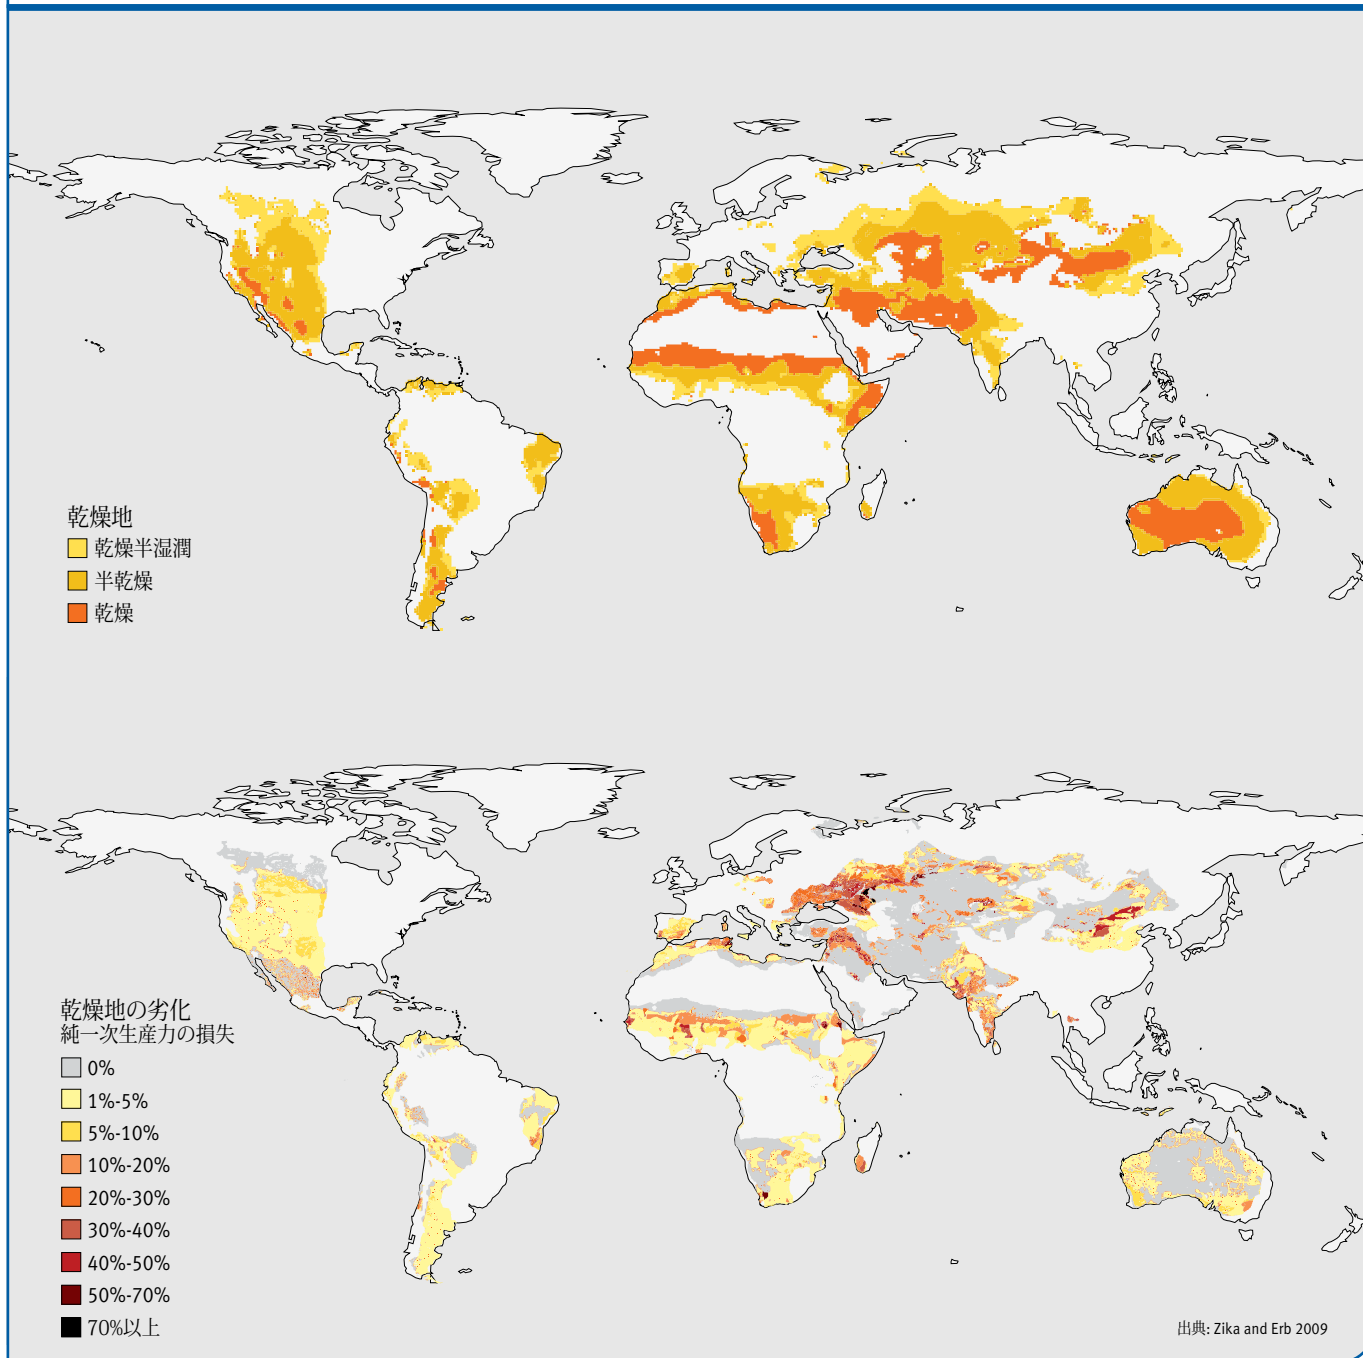 乾燥地
乾燥半湿潤
半乾燥
乾燥
乾燥地の劣化
純一次生産力の損失
0%
1%-5%
5%-10%
10%-20%
20%-30%
30%-40%
40%-50%
50%-70%
70%以上
出典: Zika and Erb 2009